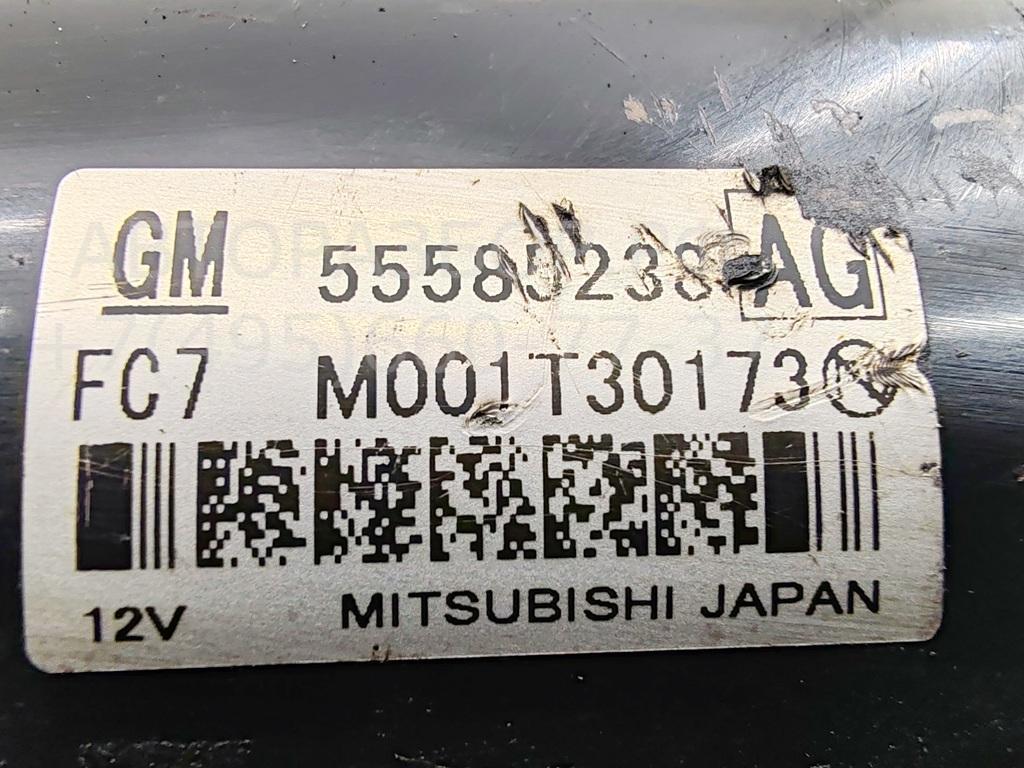 GM 55585238 AG
FC7 M001T30173
12V MITSUBISHI JAPAN